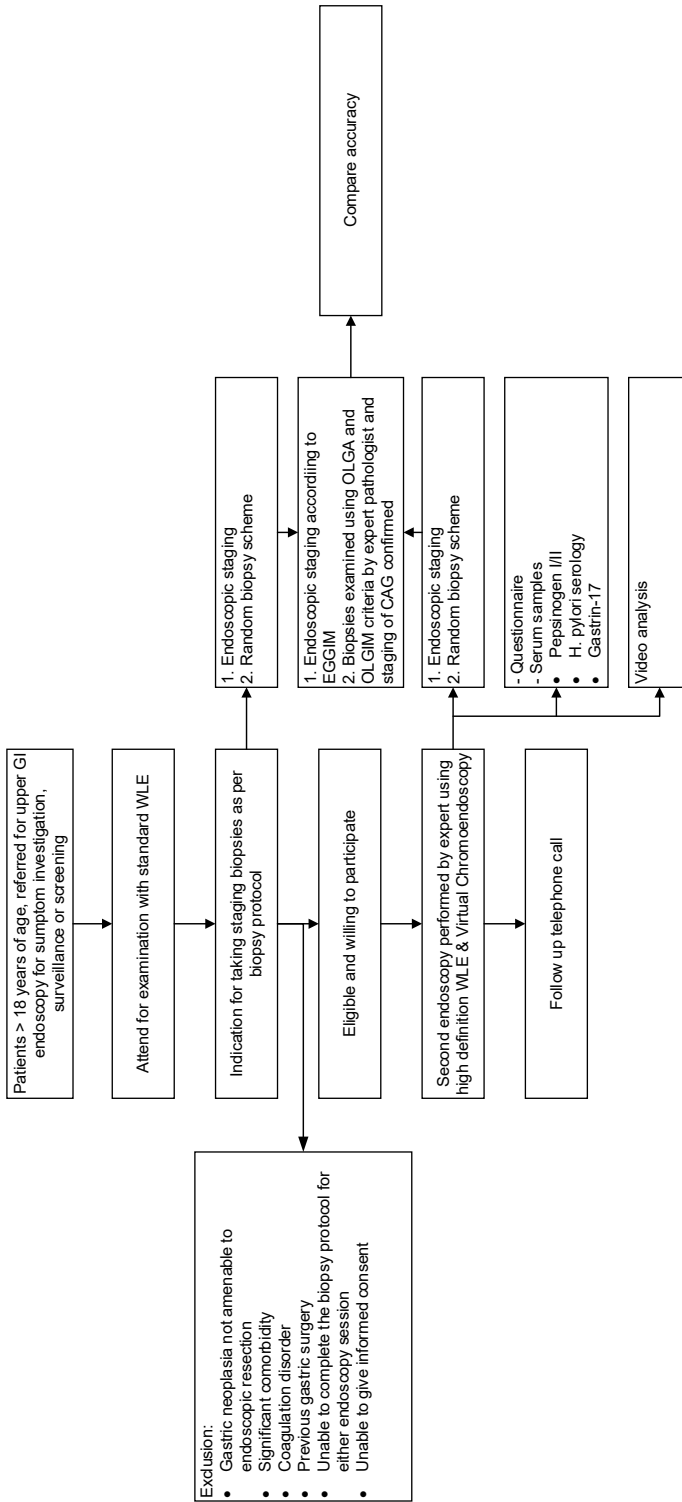 Patients > 18 years of age, referred for upper GI
endoscopy for sumptom investigation,
surveillance or screening
Attend for examination with standard WLE
Indication for taking staging biopsies as per
biopsy protocol
Exclusion:
• Gastric neoplasia not amenable to
endoscopic resection
• Significant comorbidity
• Coagulation disorder
• Previous gastric surgery
• Unable to complete the biopsy protocol for
either endoscopy session
• Unable to give informed consent
Eligible and willing to participate
Second endoscopy performed by expert using
high definition WLE & Virtual Chromoendoscopy
Follow up telephone call
1. Endoscopic staging
2. Random biopsy scheme
1. Endoscopic staging accordiing to
EGGIM
2. Biopsies examined using OLGA and
OLGIM criteria by expert pathologist and
staging of CAG confirmed
1. Endoscopic staging
2. Random biopsy scheme
- Questionnaire
- Serum samples
• Pepsinogen I/II
• H. pylori serology
• Gastrin-17
Video analysis
Compare accuracy